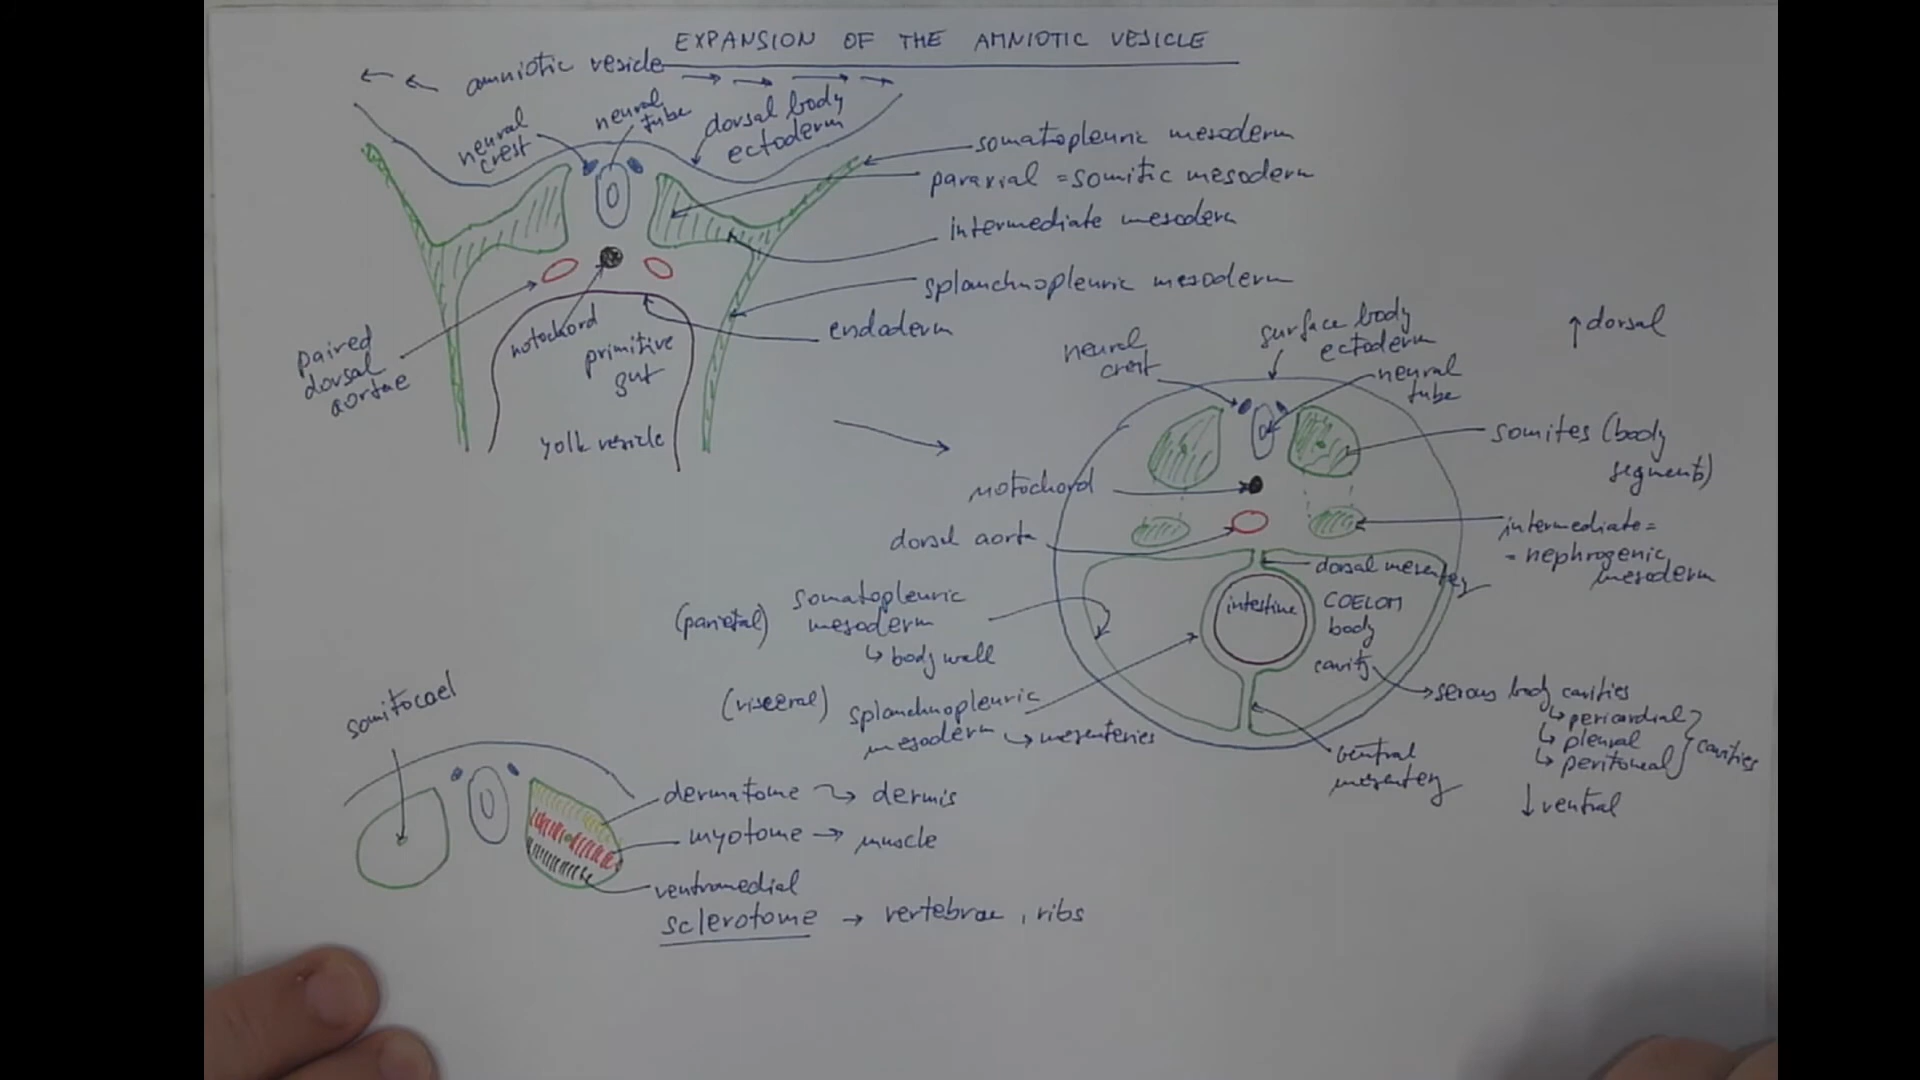 EXPANSION OF THE AMNIOTIC VESICLE
amniotic vesicle
neural
crest
neural
tube
dorsal body
ectoderm
somatopleuric mesoderm
paraxial = somitic mesoderm
intermediate mesoderm
splanchnopleuric mesoderm
endoderm
paired
dorsal
aortae
notochord
primitive
gut
yolk vesicle
↑ dorsal
neural
crest
surface body
ectoderm
neural
tube
somites (body
segments)
notochord
dorsal aorta
intermediate =
= nephrogenic
mesoderm
dorsal mesentery
intestine
COELOM
body
cavity
(parietal) somatopleuric
mesoderm
↳ body wall
(visceral) splanchnopleuric
mesoderm ↳ mesenteries
→ serous body cavities
↳ pericardial
↳ pleural
↳ peritoneal
} cavities
ventral
mesentery
↓ ventral
somitocoel
dermatome → dermis
myotome → muscle
ventromedial
sclerotome → vertebrae, ribs